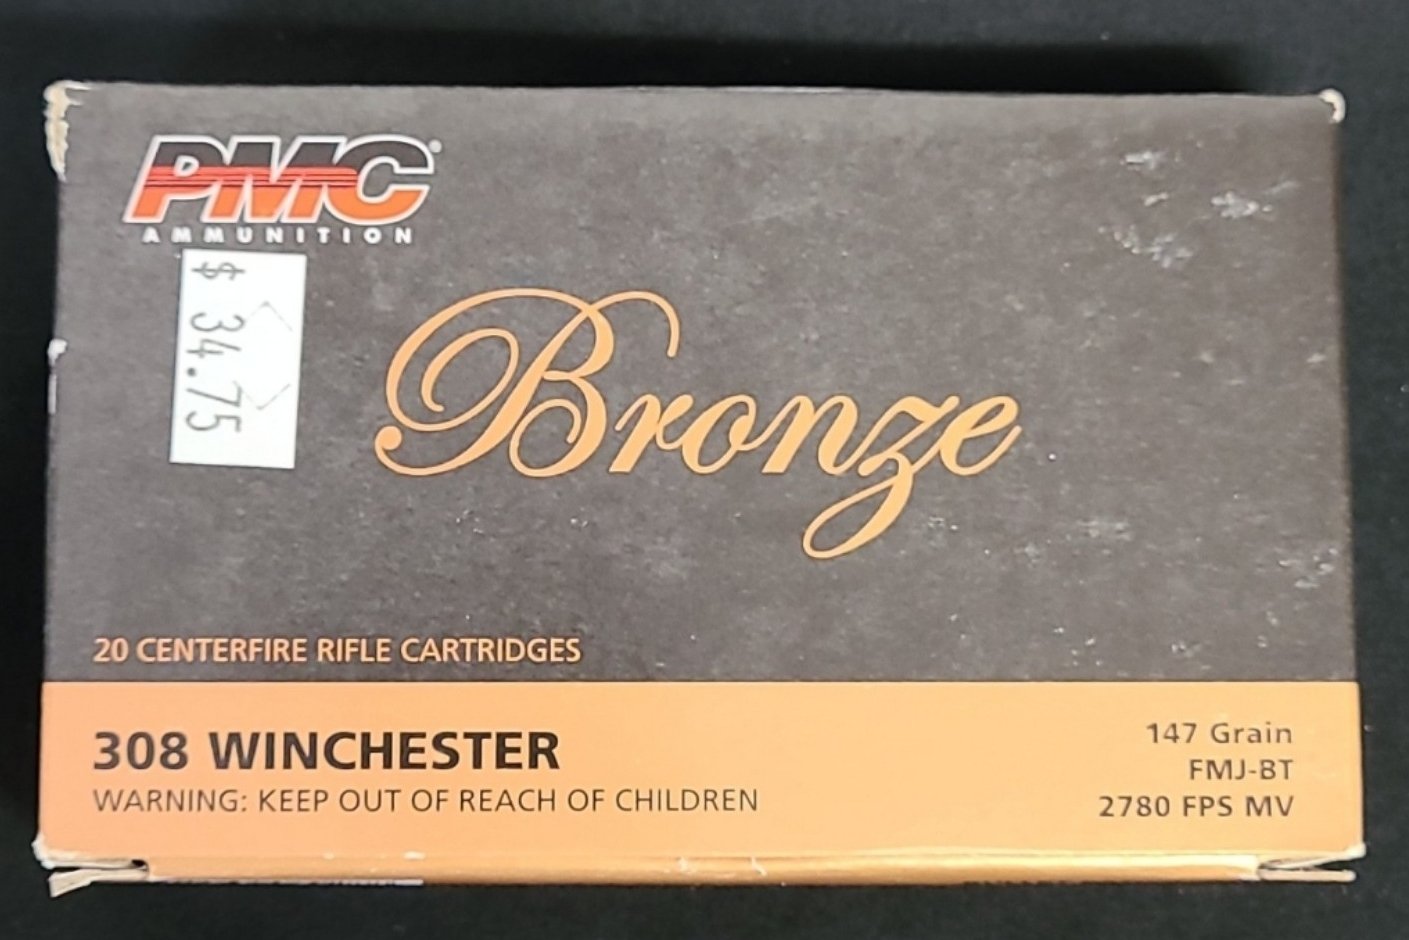 PMC®
AMMUNITION
$ 34.75
Bronze
20 CENTERFIRE RIFLE CARTRIDGES
308 WINCHESTER
WARNING: KEEP OUT OF REACH OF CHILDREN
147 Grain
FMJ-BT
2780 FPS MV